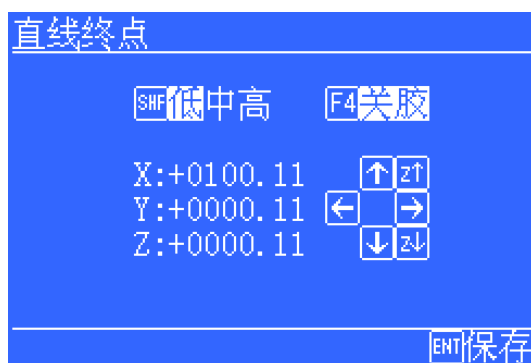 直线终点
SHF低中高 F4关胶
X:+0100.11 ↑ Z↑
Y:+0000.11 ← →
Z:+0000.11 ↓ Z↓
ENT保存